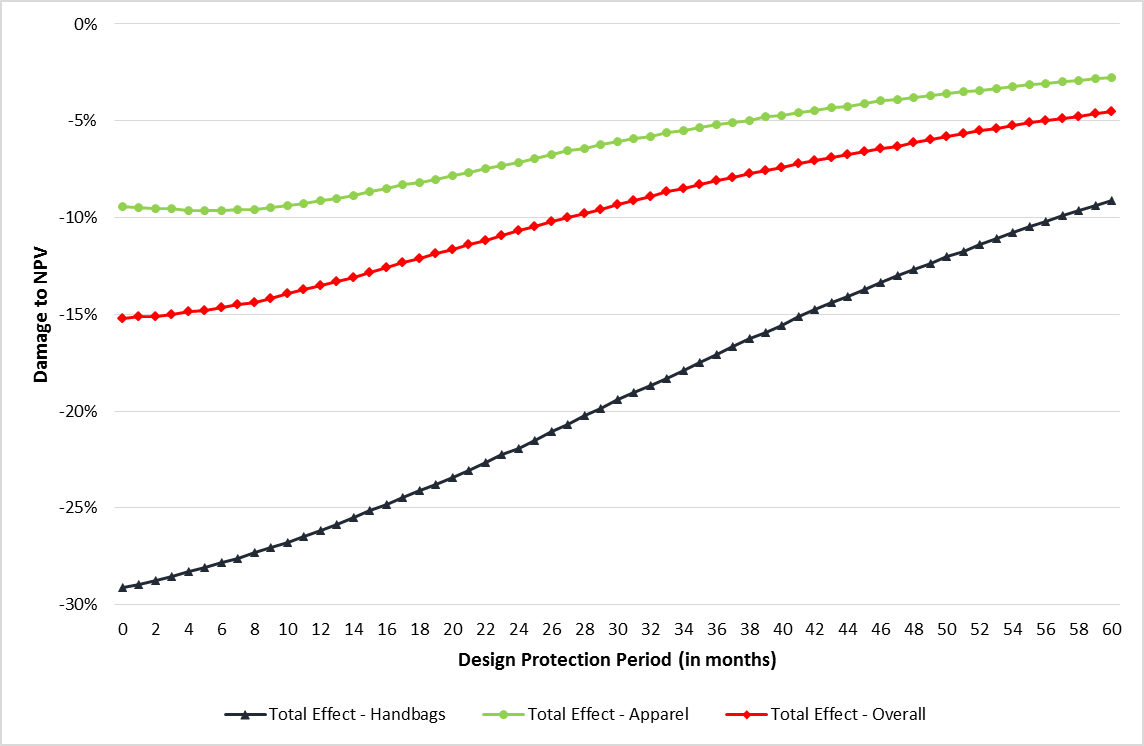 0%
-5%
-10%
-15%
-20%
-25%
-30%
Damage to NPV
0 2 4 6 8 10 12 14 16 18 20 22 24 26 28 30 32 34 36 38 40 42 44 46 48 50 52 54 56 58 60
Design Protection Period (in months)
Total Effect - Handbags Total Effect - Apparel Total Effect - Overall